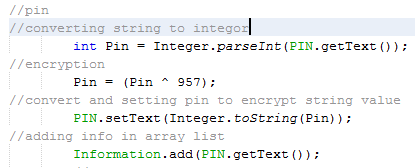 //pin
//converting string to integor
int Pin = Integer.parseInt(PIN.getText());
//encryption
Pin = (Pin ^ 957);
//convert and setting pin to encrypt string value
PIN.setText(Integer.toString(Pin));
//adding info in array list
Information.add(PIN.getText());